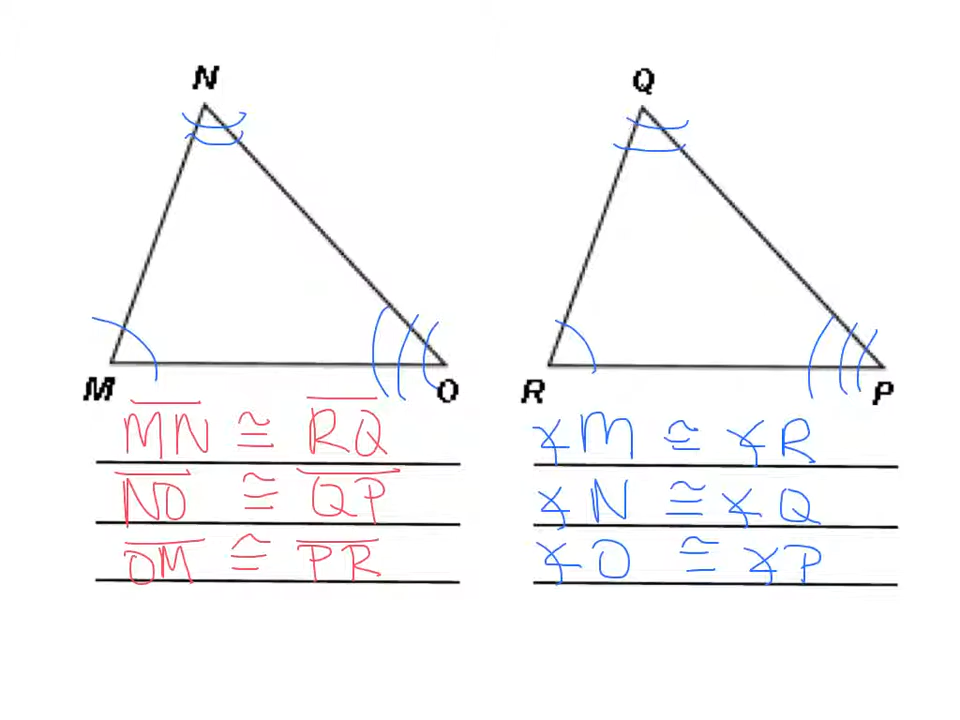 N Q
M O R P
MN ≅ RQ ∡M ≅ ∡R
NO ≅ QP ∡N ≅ ∡Q
OM ≅ PR ∡O ≅ ∡P